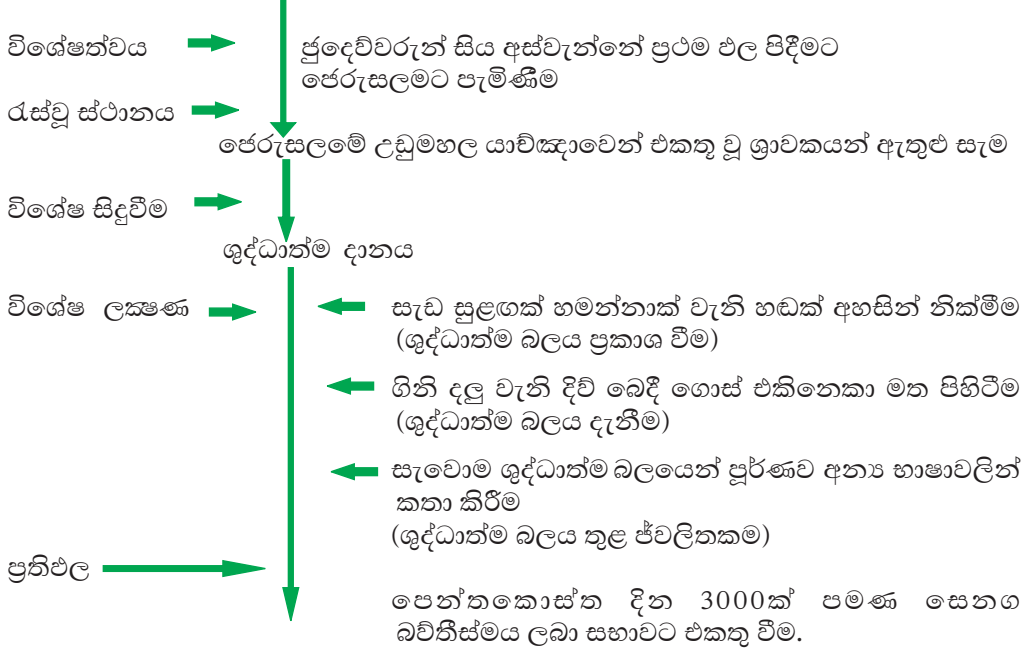 විශේෂත්වය
ජුදෙව්වරුන් සිය අස්වැන්නේ ප්‍රථම ඵල පිදීමට
ජෙරුසලමට පැමිණීම
රැස්වූ ස්ථානය
ජෙරුසලමේ උඩුමහල යාච්ඤාවෙන් එකතු වූ ශ්‍රාවකයන් ඇතුළු සැම
විශේෂ සිදුවීම
ශුද්ධාත්ම දානය
විශේෂ ලක්‍ෂණ
සැඩ සුළඟක් හමන්නාක් වැනි හඬක් අහසින් නික්මීම
(ශුද්ධාත්ම බලය ප්‍රකාශ වීම)
ගිනි දලු වැනි දිව් බෙදී ගොස් එකිනෙකා මත පිහිටීම
(ශුද්ධාත්ම බලය දැනීම)
සැවොම ශුද්ධාත්ම බලයෙන් පූර්ණව අන්‍ය භාෂාවලින්
කතා කිරීම
(ශුද්ධාත්ම බලය තුළ ජ්වලිතකම)
ප්‍රතිඵල
පෙන්තකොස්ත දින 3000ක් පමණ සෙනග
බව්තීස්මය ලබා සභාවට එකතු වීම.